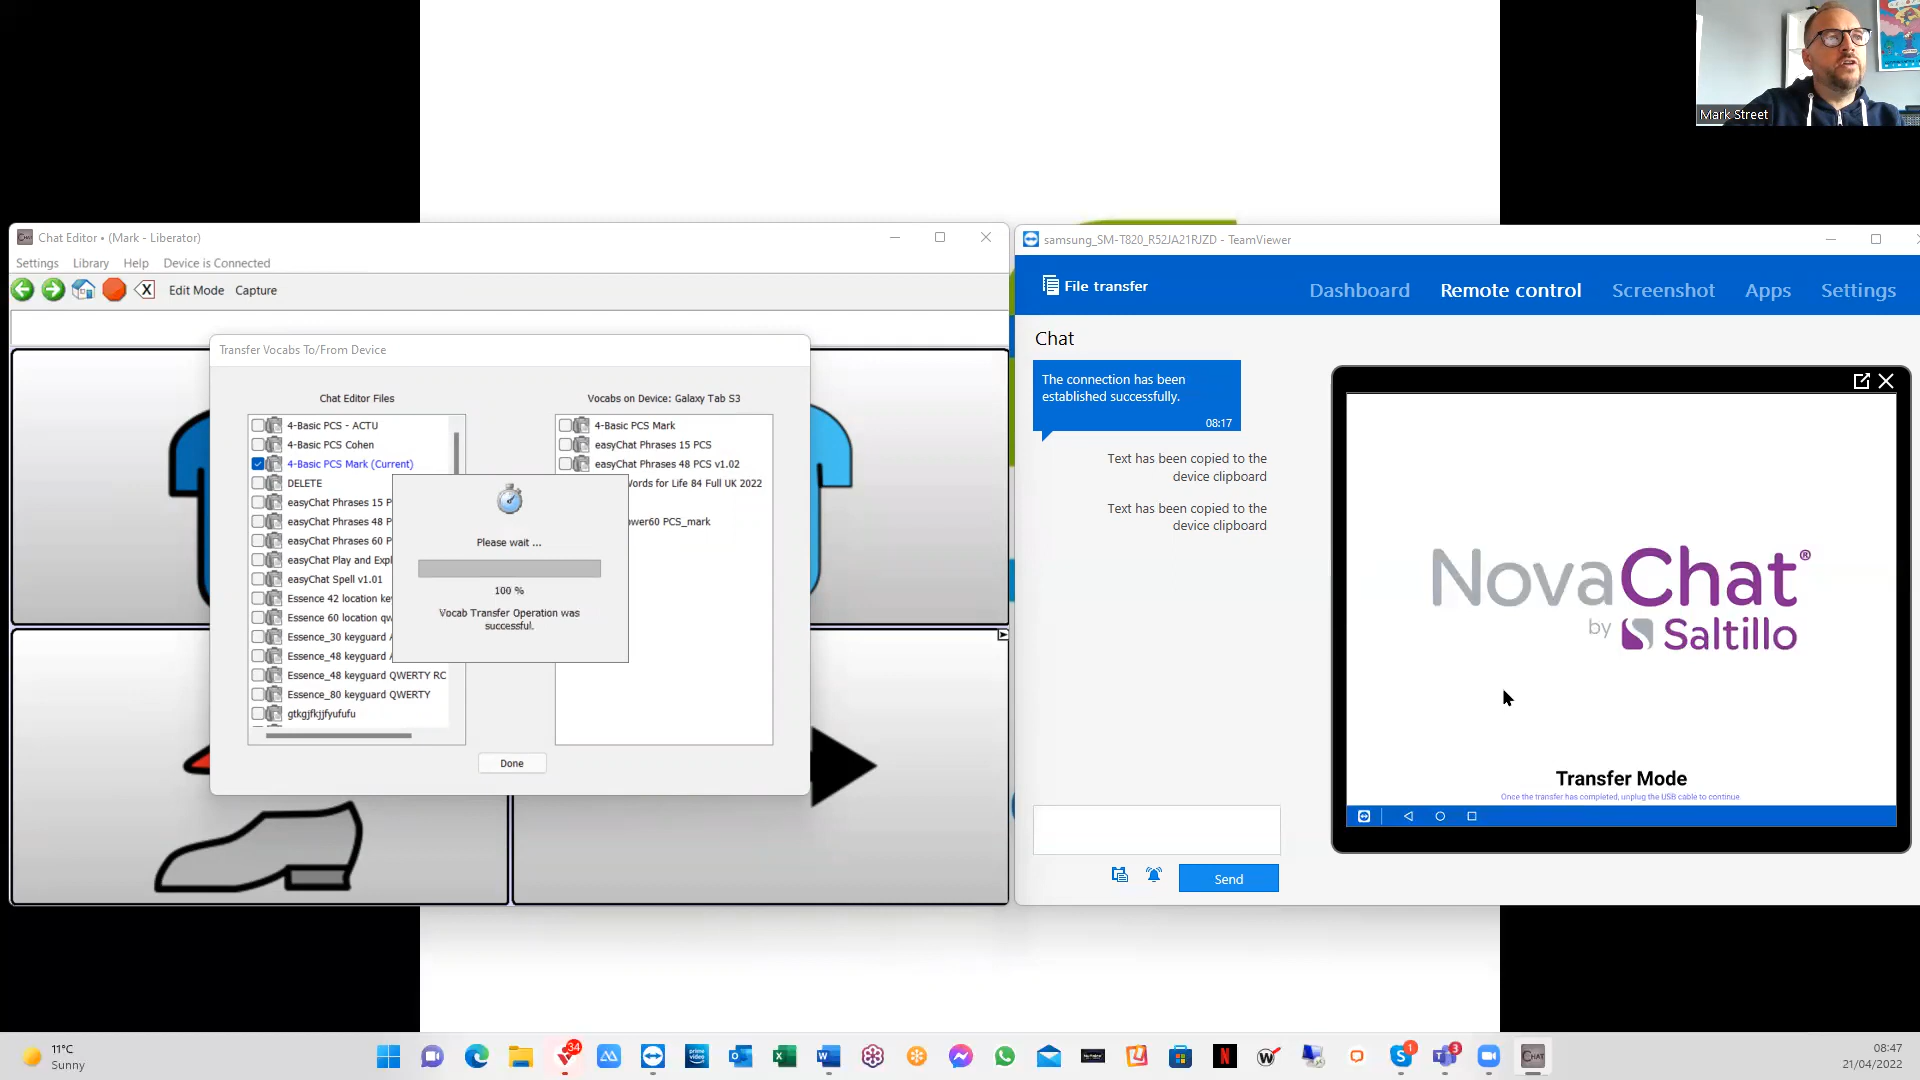 Mark Street
Chat Editor • (Mark - Liberator)
Settings Library Help Device is Connected
Edit Mode Capture
Transfer Vocabs To/From Device
Chat Editor Files
4-Basic PCS - ACTU
4-Basic PCS Cohen
4-Basic PCS Mark (Current)
DELETE
easyChat Phrases 15 P
easyChat Phrases 48 P
easyChat Phrases 60 P
easyChat Play and Expl
easyChat Spell v1.01
Essence 42 location ke
Essence 60 location qw
Essence_30 keyguard
Essence_48 keyguard
Essence_48 keyguard QWERTY RC
Essence_80 keyguard QWERTY
gtkgjfkjjfyufufu
Vocabs on Device: Galaxy Tab S3
4-Basic PCS Mark
easyChat Phrases 15 PCS
easyChat Phrases 48 PCS v1.02
Words for Life 84 Full UK 2022
ower60 PCS_mark
Please wait ...
100 %
Vocab Transfer Operation was
successful.
Done
samsung_SM-T820_R52JA21RJZD - TeamViewer
File transfer
Dashboard Remote control Screenshot Apps Settings
Chat
The connection has been
established successfully.
08:17
Text has been copied to the
device clipboard
Text has been copied to the
device clipboard
Send
NovaChat®
by Saltillo
Transfer Mode
Once the transfer has completed, unplug the USB cable to continue
11°C
Sunny
34
prime video
1
3
CHAT
08:47
21/04/2022